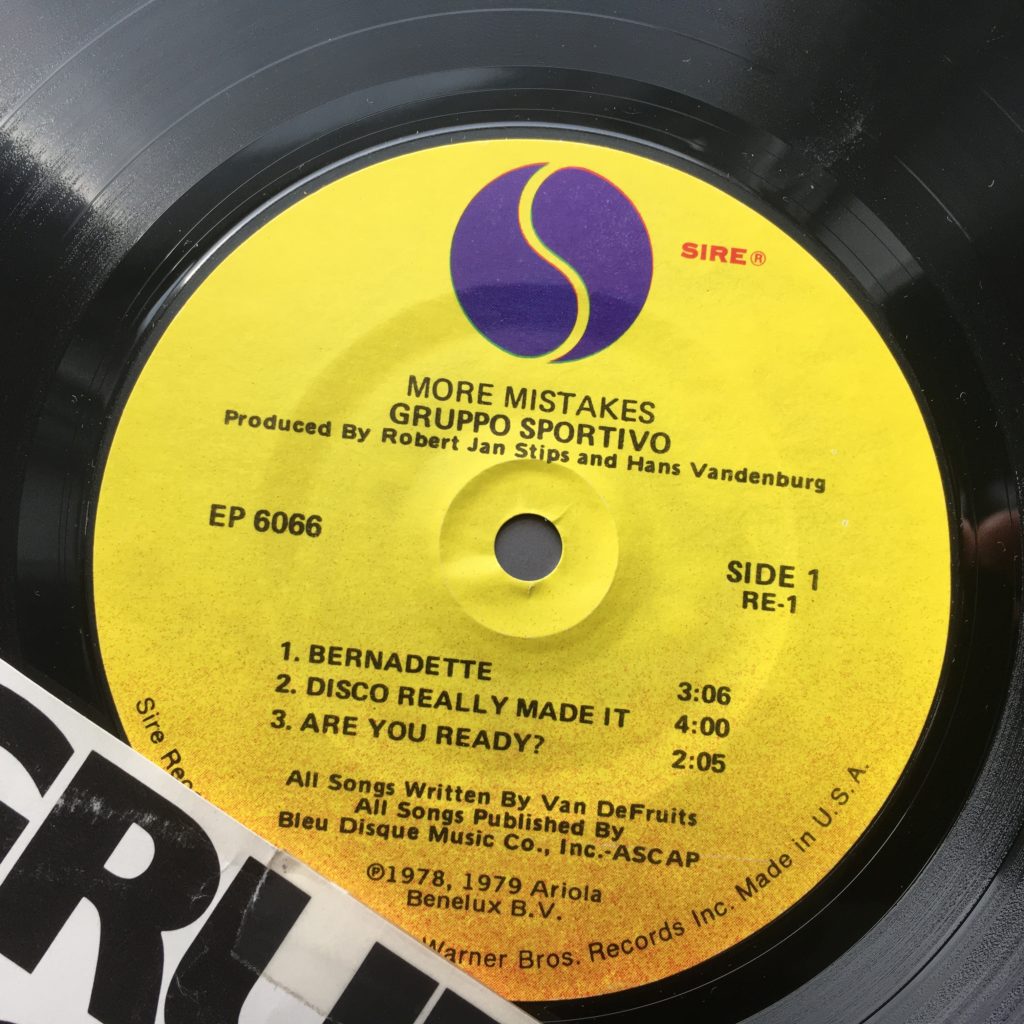 SIRE®
MORE MISTAKES
GRUPPO SPORTIVO
Produced By Robert Jan Stips and Hans Vandenburg
EP 6066
SIDE 1
RE-1
1. BERNADETTE 3:06
2. DISCO REALLY MADE IT 4:00
3. ARE YOU READY? 2:05
All Songs Written By Van DeFruits
All Songs Published By
Bleu Disque Music Co., Inc.-ASCAP
℗1978, 1979 Ariola
Benelux B.V.
Sire Rec
Warner Bros. Records Inc. Made in U.S.A.
GRU